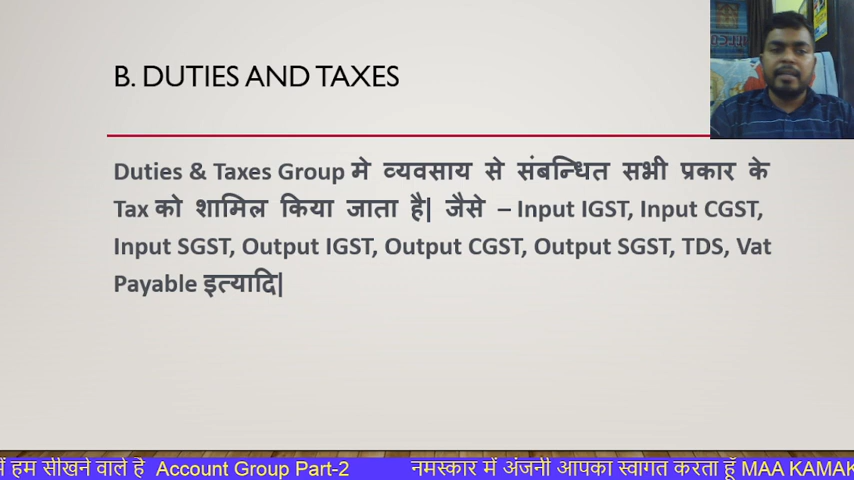 B. DUTIES AND TAXES
Duties & Taxes Group मे व्यवसाय से संबन्धित सभी प्रकार के
Tax को शामिल किया जाता है| जैसे – Input IGST, Input CGST,
Input SGST, Output IGST, Output CGST, Output SGST, TDS, Vat
Payable इत्यादि|
हम सीखने वाले है Account Group Part-2 नमस्कार में अंजनी आपका स्वागत करता हूँ MAA